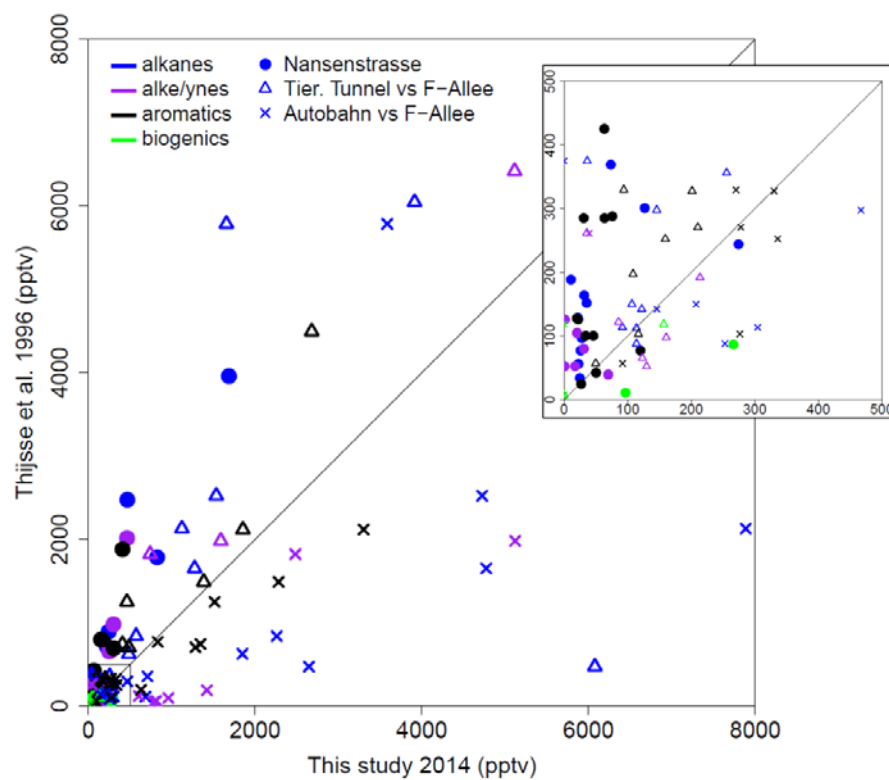 8000
6000
4000
2000
0
Thijsse et al. 1996 (pptv)
alkanes
alke/ynes
aromatics
biogenics
Nansenstrasse
Tier. Tunnel vs F−Allee
Autobahn vs F−Allee
500
400
300
200
100
0
0 100 200 300 400 500
0 2000 4000 6000 8000
This study 2014 (pptv)